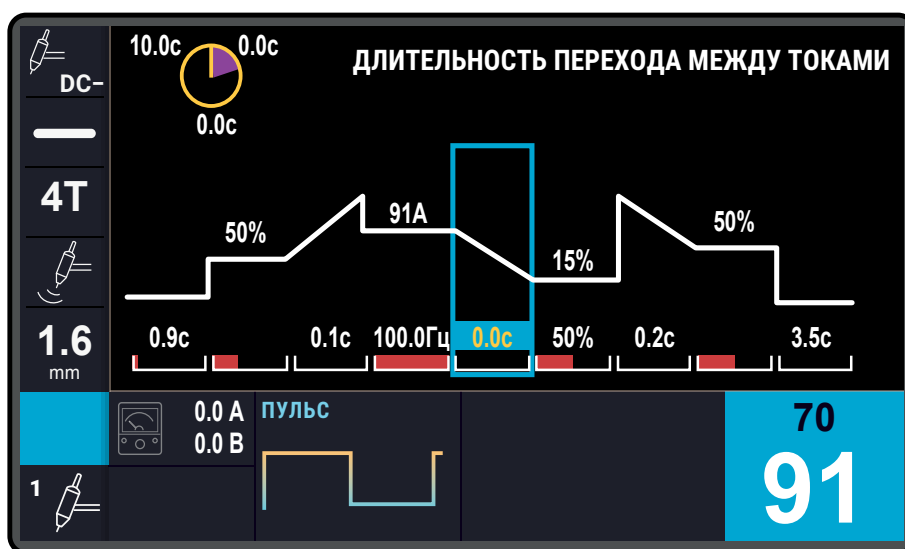 DC-
4T
1.6
mm
1
10.0с
0.0с
0.0с
ДЛИТЕЛЬНОСТЬ ПЕРЕХОДА МЕЖДУ ТОКАМИ
50%
91А
15%
50%
0.9с
0.1с
100.0Гц
0.0с
50%
0.2с
3.5с
0.0 А
0.0 В
ПУЛЬС
70
91